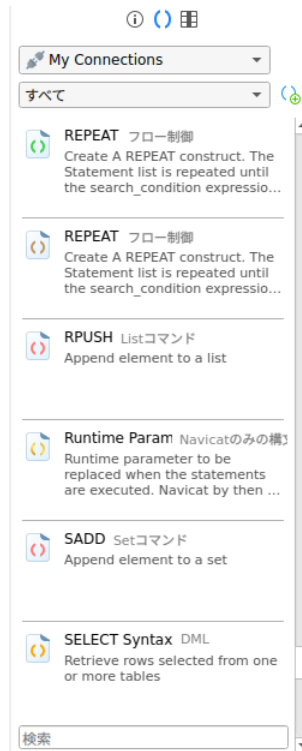 My Connections
すべて
REPEAT フロー制御
Create A REPEAT construct. The
Statement list is repeated until
the search_condition expressio...
REPEAT フロー制御
Create A REPEAT construct. The
Statement list is repeated until
the search_condition expressio...
RPUSH Listコマンド
Append element to a list
Runtime Param Navicatのみの構文
Runtime parameter to be
replaced when the statements
are executed. Navicat by then ...
SADD Setコマンド
Append element to a set
SELECT Syntax DML
Retrieve rows selected from one
or more tables
検索